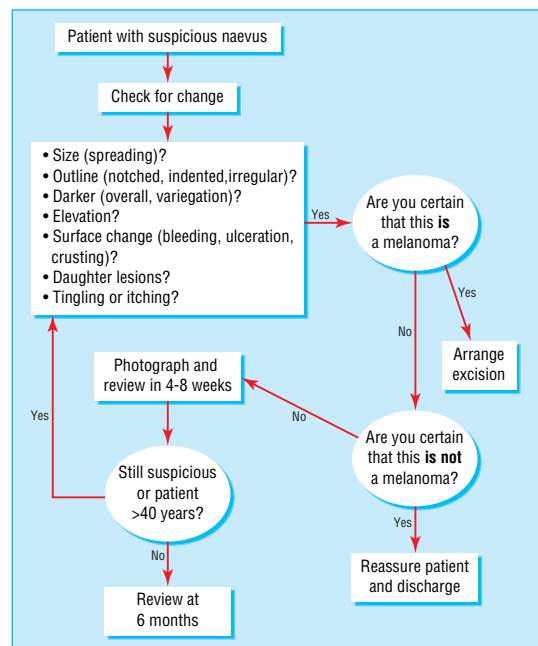 Patient with suspicious naevus
Check for change
• Size (spreading)?
• Outline (notched, indented,irregular)?
• Darker (overall, variegation)?
• Elevation?
• Surface change (bleeding, ulceration,
crusting)?
• Daughter lesions?
• Tingling or itching?
Yes
Are you certain
that this is
a melanoma?
Yes
Arrange
excision
No
Are you certain
that this is not
a melanoma?
Yes
Reassure patient
and discharge
No
Photograph and
review in 4-8 weeks
Still suspicious
or patient
>40 years?
Yes
No
Review at
6 months